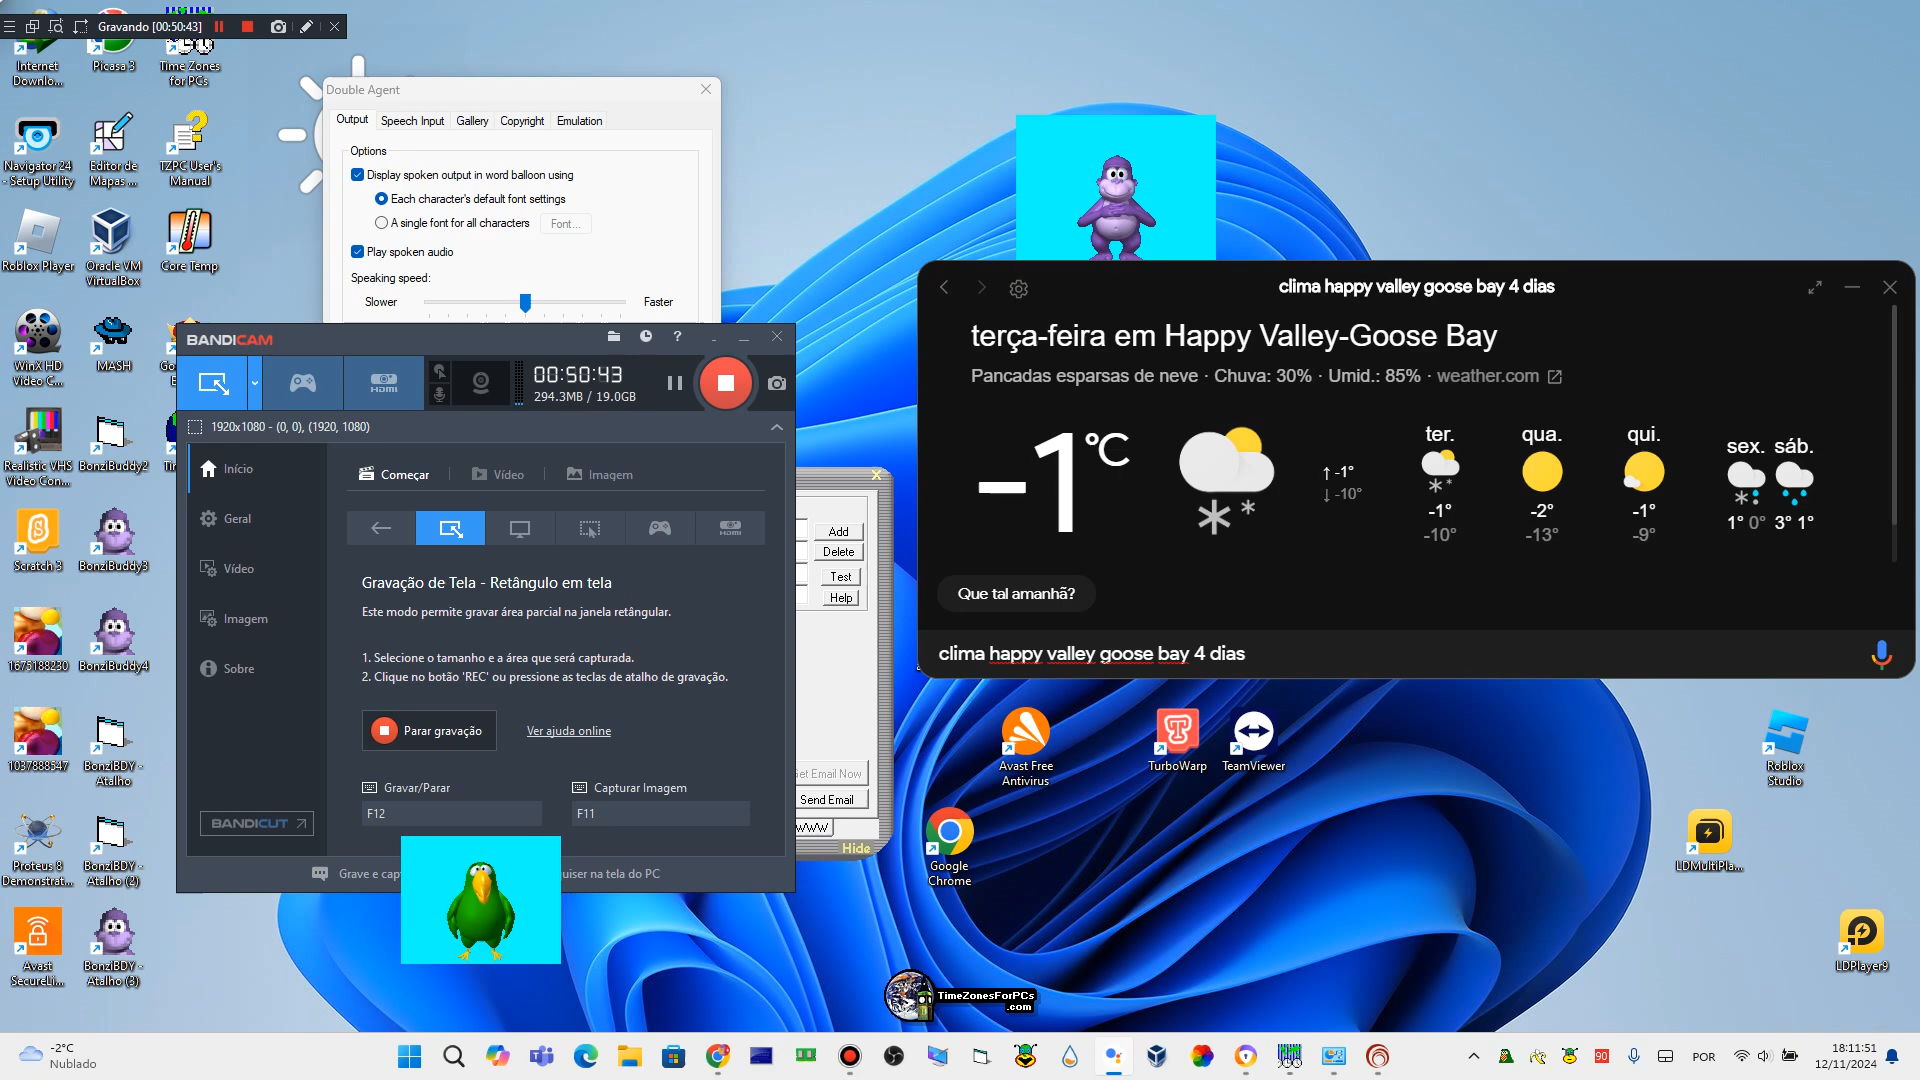 Gravando [00:50:43]
Internet
Downlo...
Picasa 3
Time Zones
for PCs
Navigator 24
- Setup Utility
Editor de
Mapas ...
TZPC User's
Manual
Roblox Player
Oracle VM
VirtualBox
Core Temp
WinX HD
Video C...
MASH
Realistic VHS
Video Con...
BonziBuddy2
Scratch 3
BonziBuddy3
1675188230
BonziBuddy4
1037888547
BonziBDY -
Atalho
Proteus 8
Demonstrat...
BonziBDY -
Atalho (2)
Avast
SecureLi...
BonziBDY -
Atalho (3)
Double Agent
Output
Speech Input
Gallery
Copyright
Emulation
Options
Display spoken output in word balloon using
Each character's default font settings
A single font for all characters
Font...
Play spoken audio
Speaking speed:
Slower
Faster
BANDICAM
HDMI
00:50:43
294.3MB / 19.0GB
1920x1080 - (0, 0), (1920, 1080)
Início
Geral
Vídeo
Imagem
Sobre
BANDICUT
Começar
Vídeo
Imagem
HDMI
Gravação de Tela - Retângulo em tela
Este modo permite gravar área parcial na janela retângular.
1. Selecione o tamanho e a área que será capturada.
2. Clique no botão 'REC' ou pressione as teclas de atalho de gravação.
Parar gravação
Ver ajuda online
Gravar/Parar
Capturar Imagem
F12
F11
Grave e cap
uiser na tela do PC
X
Add
Delete
Test
Help
et Email Now
Send Email
WWW
Hide
clima happy valley goose bay 4 dias
terça-feira em Happy Valley-Goose Bay
Pancadas esparsas de neve · Chuva: 30% · Umid.: 85% · weather.com
-1°C
↑ -1°
↓ -10°
ter.
-1°
-10°
qua.
-2°
-13°
qui.
-1°
-9°
sex.
1° 0°
sáb.
3° 1°
Que tal amanhã?
clima happy valley goose bay 4 dias
Avast Free
Antivirus
TurboWarp
TeamViewer
Roblox
Studio
Google
Chrome
LDMultiPla...
LDPlayer9
TimeZonesForPCs
.com
-2°C
Nublado
90
POR
18:11:51
12/11/2024